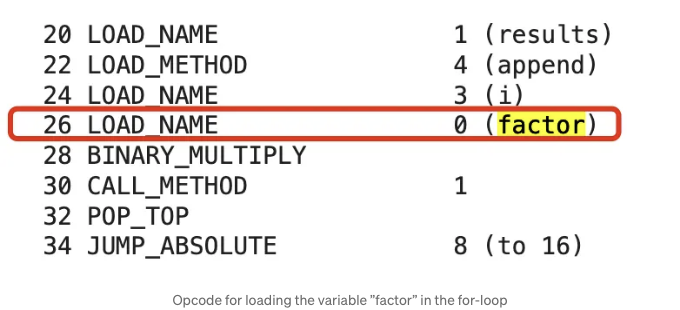 20 LOAD_NAME 1 (results)
22 LOAD_METHOD 4 (append)
24 LOAD_NAME 3 (i)
26 LOAD_NAME 0 (factor)
28 BINARY_MULTIPLY
30 CALL_METHOD 1
32 POP_TOP
34 JUMP_ABSOLUTE 8 (to 16)
Opcode for loading the variable ”factor” in the for-loop